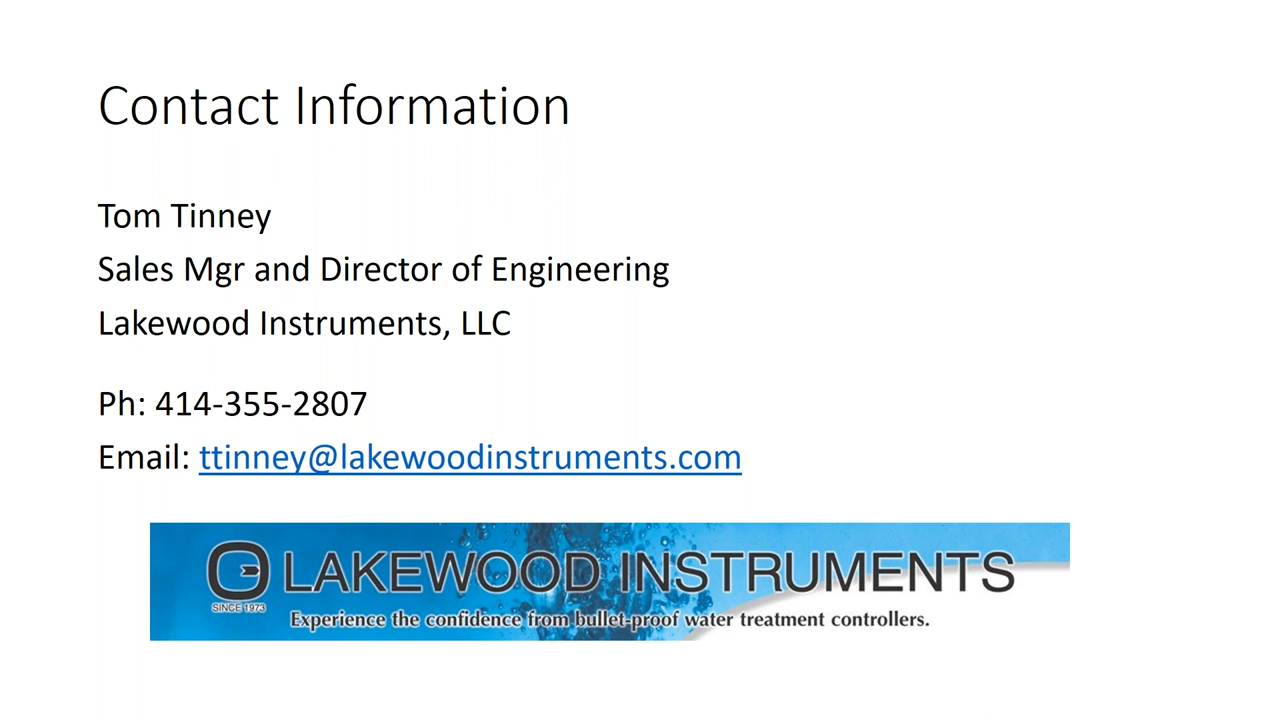 Contact Information
Tom Tinney
Sales Mgr and Director of Engineering
Lakewood Instruments, LLC
Ph: 414-355-2807
Email: ttinney@lakewoodinstruments.com
LAKEWOOD INSTRUMENTS
SINCE 1973
Experience the confidence from bullet-proof water treatment controllers.